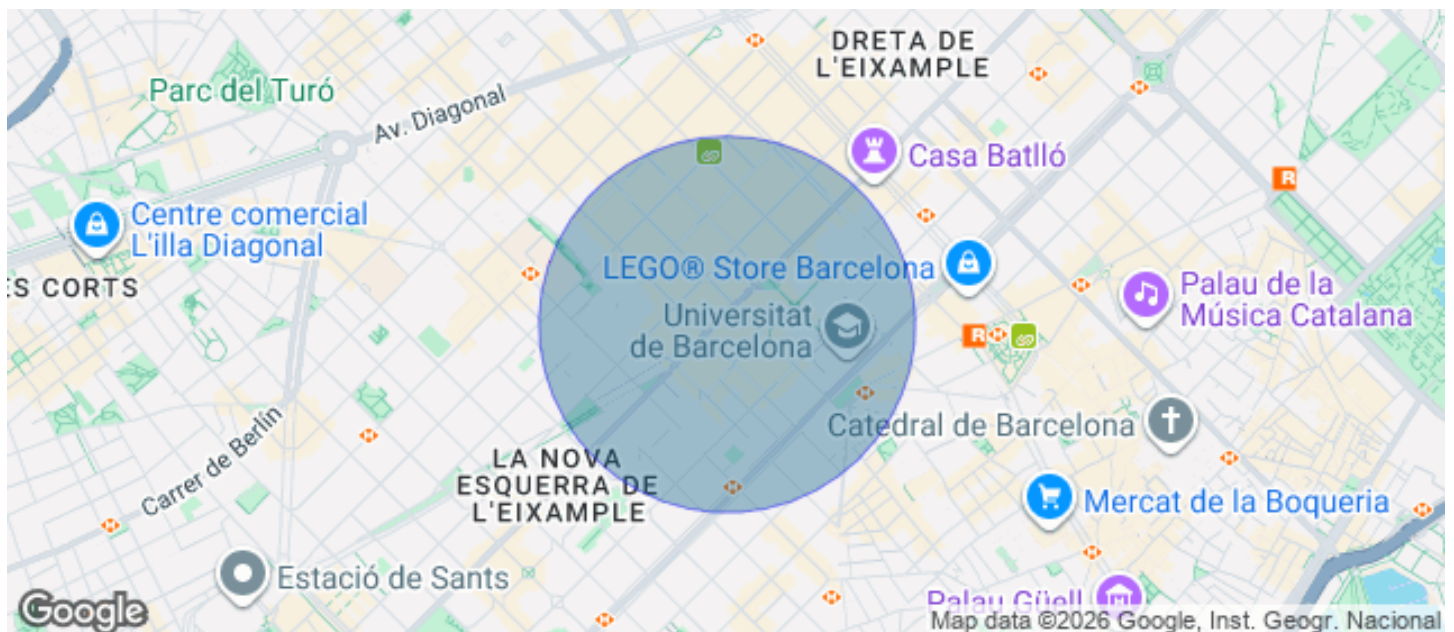 DRETA DE
L'EIXAMPLE
Parc del Turó
Av. Diagonal
Casa Batlló
R
Centre comercial
L'illa Diagonal
ES CORTS
LEGO® Store Barcelona
Palau de la
Música Catalana
Universitat
de Barcelona
R
Catedral de Barcelona
Carrer de Berlín
LA NOVA
ESQUERRA DE
L'EIXAMPLE
Mercat de la Boqueria
Estació de Sants
Palau Güell
Google
Map data ©2026 Google, Inst. Geogr. Nacional